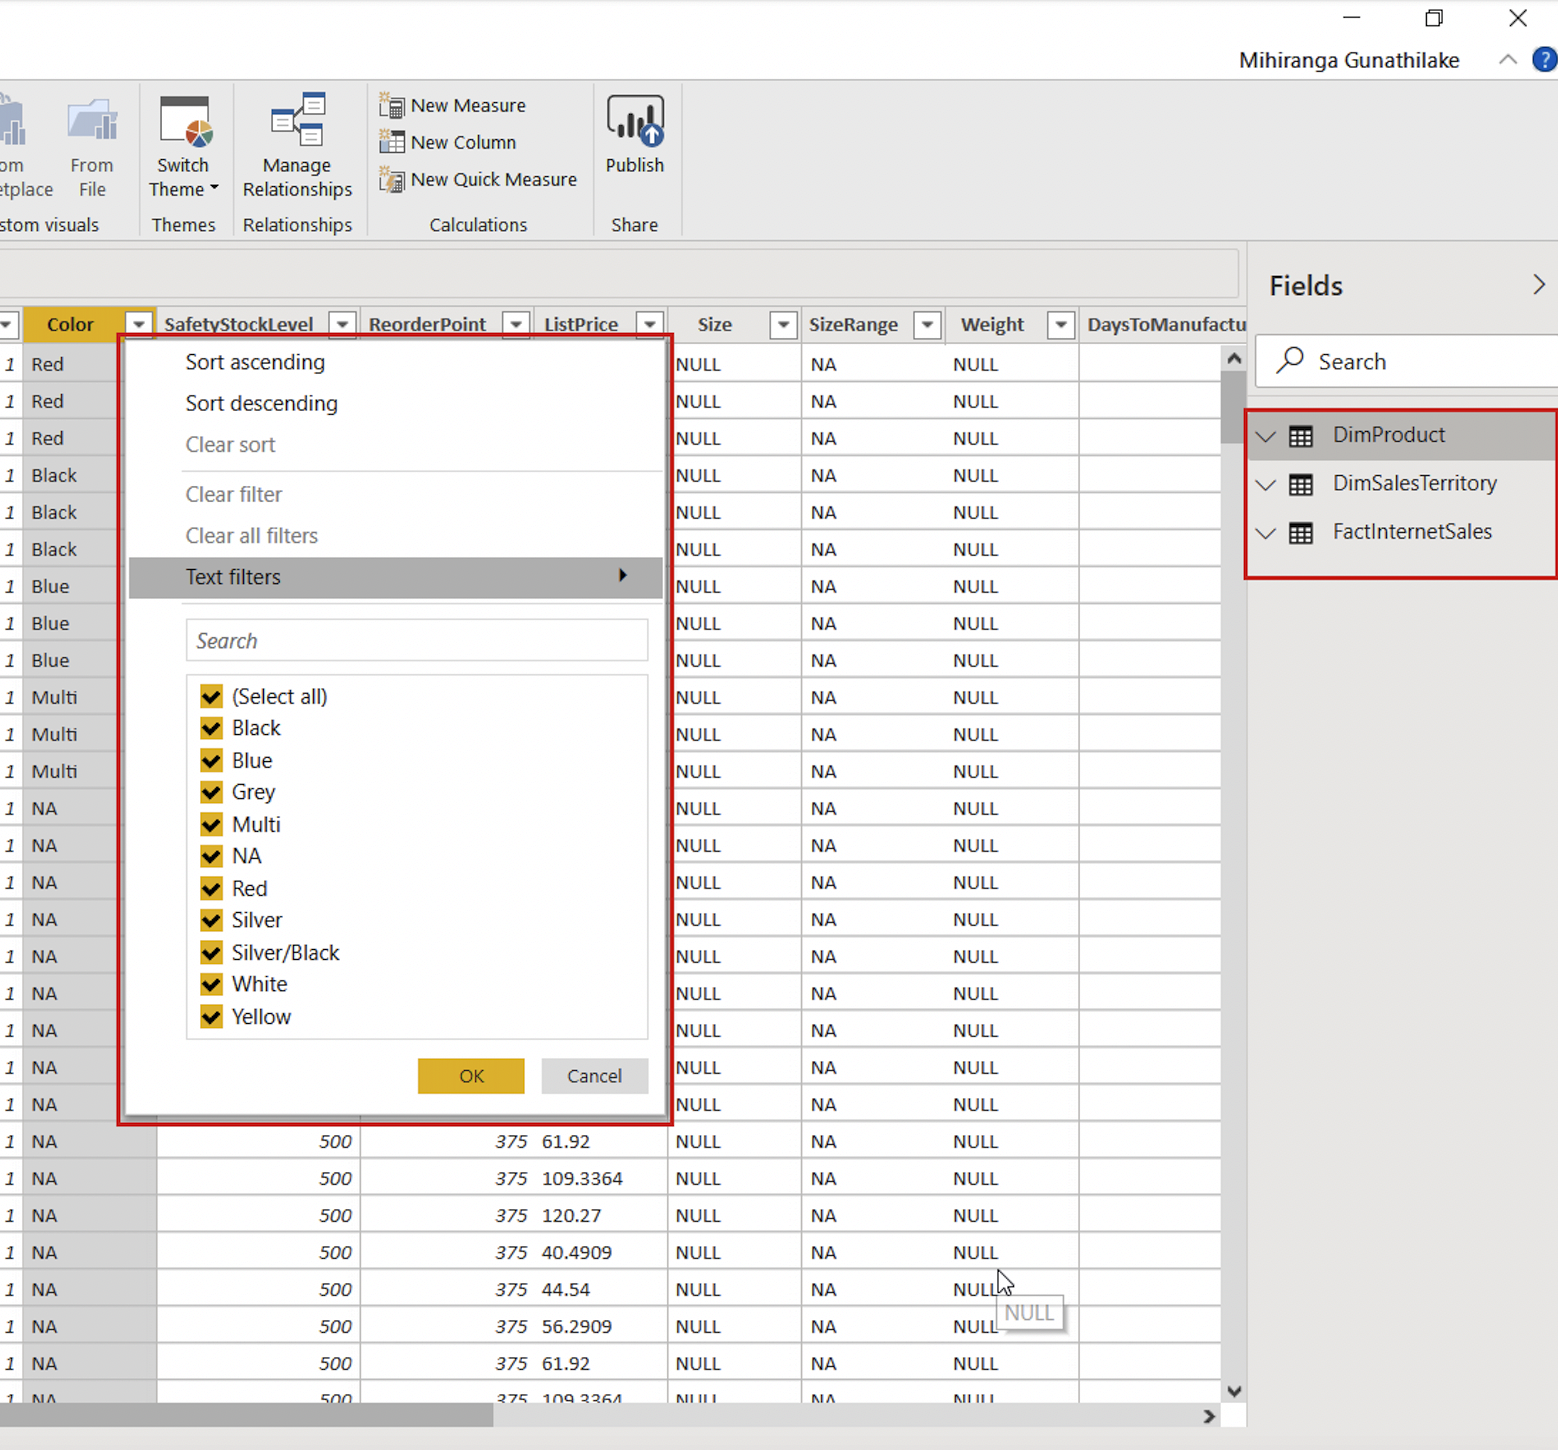 Mihiranga Gunathilake
?
om
etplace
stom visuals
From
File
Switch
Theme
Themes
Manage
Relationships
Relationships
New Measure
New Column
New Quick Measure
Calculations
Publish
Share
Fields
Search
DimProduct
DimSalesTerritory
FactInternetSales
Color SafetyStockLevel ReorderPoint ListPrice Size SizeRange Weight DaysToManufactu
1 Red NULL NA NULL
1 Red NULL NA NULL
1 Red NULL NA NULL
1 Black NULL NA NULL
1 Black NULL NA NULL
1 Black NULL NA NULL
1 Blue NULL NA NULL
1 Blue NULL NA NULL
1 Blue NULL NA NULL
1 Multi NULL NA NULL
1 Multi NULL NA NULL
1 Multi NULL NA NULL
1 NA NULL NA NULL
1 NA NULL NA NULL
1 NA NULL NA NULL
1 NA NULL NA NULL
1 NA NULL NA NULL
1 NA NULL NA NULL
1 NA NULL NA NULL
1 NA NULL NA NULL
1 NA NULL NA NULL
1 NA 500 375 61.92 NULL NA NULL
1 NA 500 375 109.3364 NULL NA NULL
1 NA 500 375 120.27 NULL NA NULL
1 NA 500 375 40.4909 NULL NA NULL
1 NA 500 375 44.54 NULL NA NULL
1 NA 500 375 56.2909 NULL NA NULL
1 NA 500 375 61.92 NULL NA NULL
1 NA 500 375 109.3364 NULL NA NULL
Sort ascending
Sort descending
Clear sort
Clear filter
Clear all filters
Text filters
Search
(Select all)
Black
Blue
Grey
Multi
NA
Red
Silver
Silver/Black
White
Yellow
OK Cancel
NULL